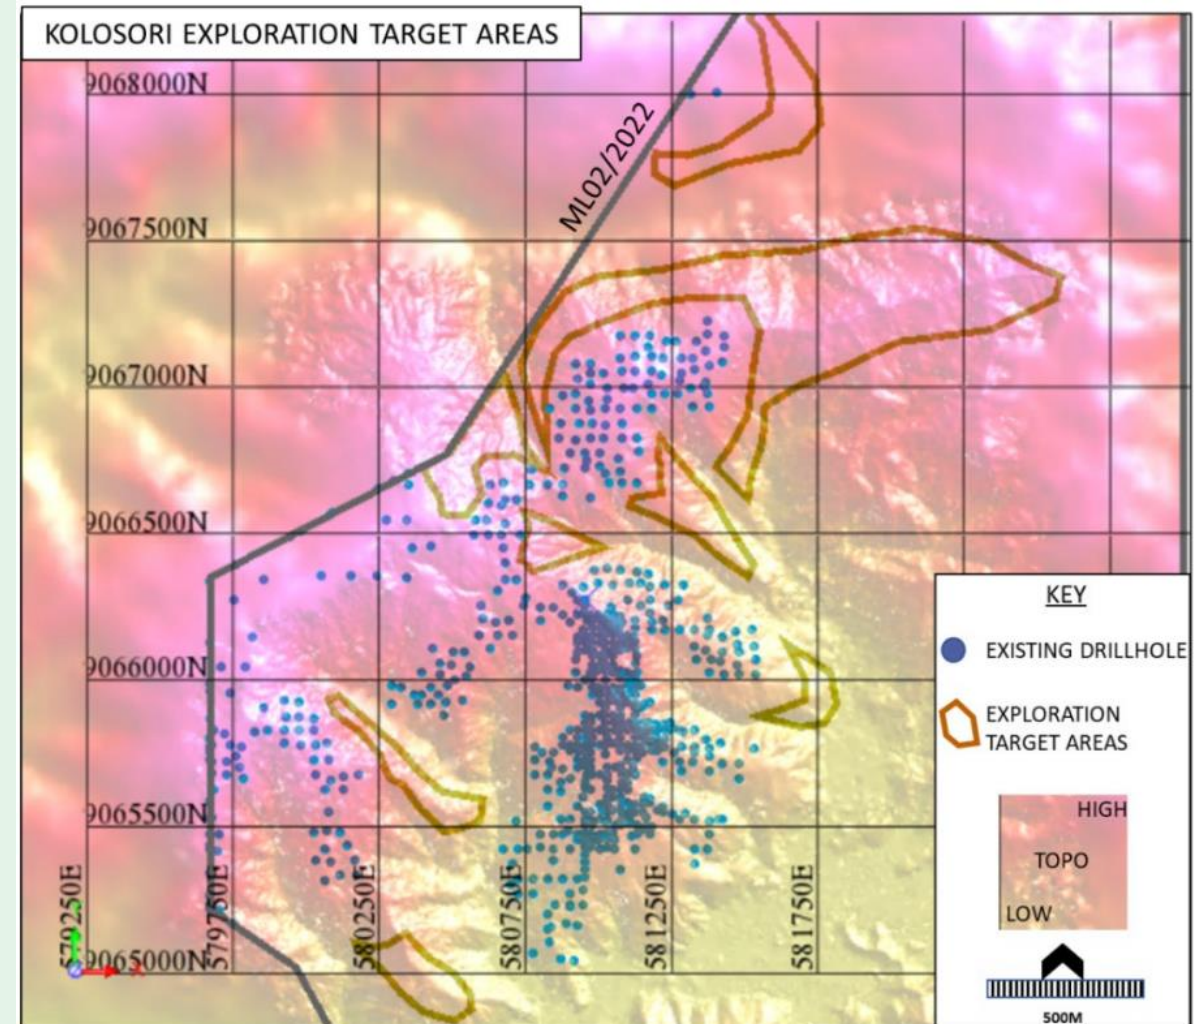 KOLOSORI EXPLORATION TARGET AREAS
9068000N
ML02/2022
9067500N
9067000N
9066500N
9066000N
9065500N
9065000N
579250E
579750E
580250E
580750E
581250E
581750E
KEY
EXISTING DRILLHOLE
EXPLORATION
TARGET AREAS
HIGH
TOPO
LOW
500M